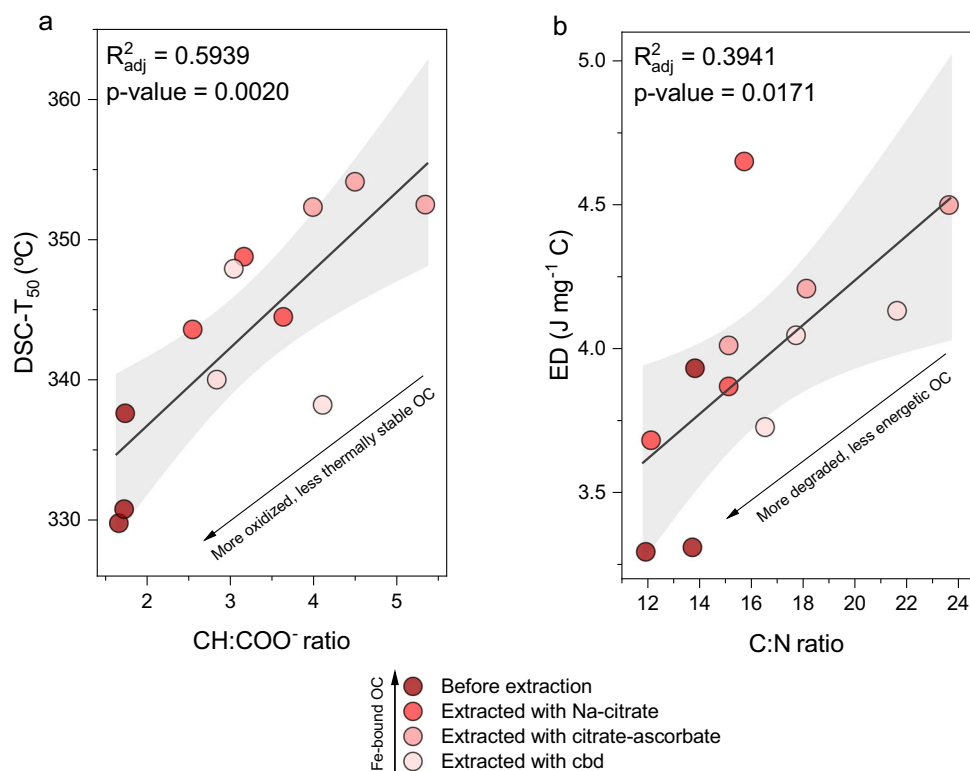 a
R²adj = 0.5939
p-value = 0.0020
360
350
340
330
DSC-T50 (ºC)
More oxidized, less thermally stable OC
2 3 4 5
CH:COO⁻ ratio
b
R²adj = 0.3941
p-value = 0.0171
5.0
4.5
4.0
3.5
ED (J mg⁻¹ C)
More degraded, less energetic OC
12 14 16 18 20 22 24
C:N ratio
Fe-bound OC
Before extraction
Extracted with Na-citrate
Extracted with citrate-ascorbate
Extracted with cbd